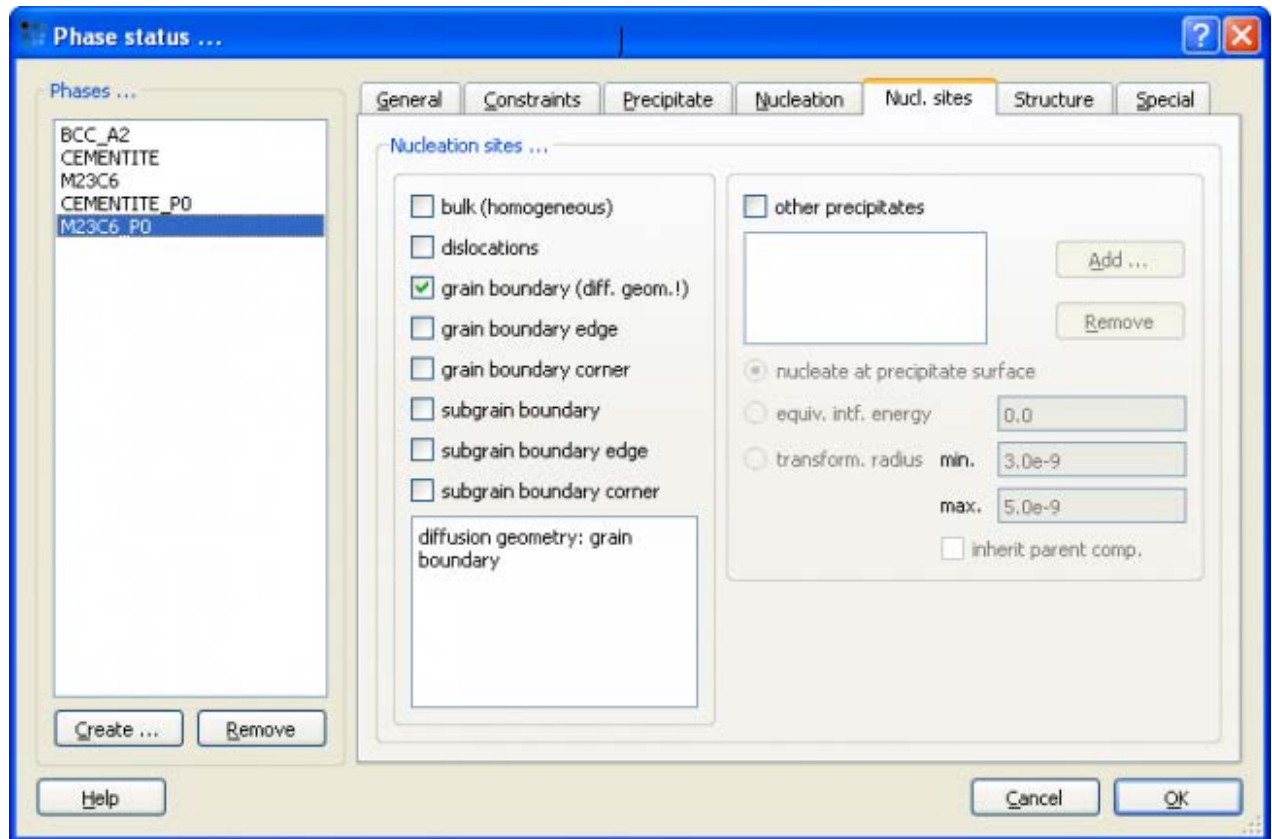 Phase status ...
Phases ...
BCC_A2
CEMENTITE
M23C6
CEMENTITE_P0
M23C6_P0
Create ...
Remove
General
Constraints
Precipitate
Nucleation
Nucl. sites
Structure
Special
Nucleation sites ...
bulk (homogeneous)
dislocations
grain boundary (diff. geom.!)
grain boundary edge
grain boundary corner
subgrain boundary
subgrain boundary edge
subgrain boundary corner
diffusion geometry: grain
boundary
other precipitates
Add ...
Remove
nucleate at precipitate surface
equiv. intf. energy
0.0
transform. radius min.
3.0e-9
max.
5.0e-9
inherit parent comp.
Help
Cancel
OK